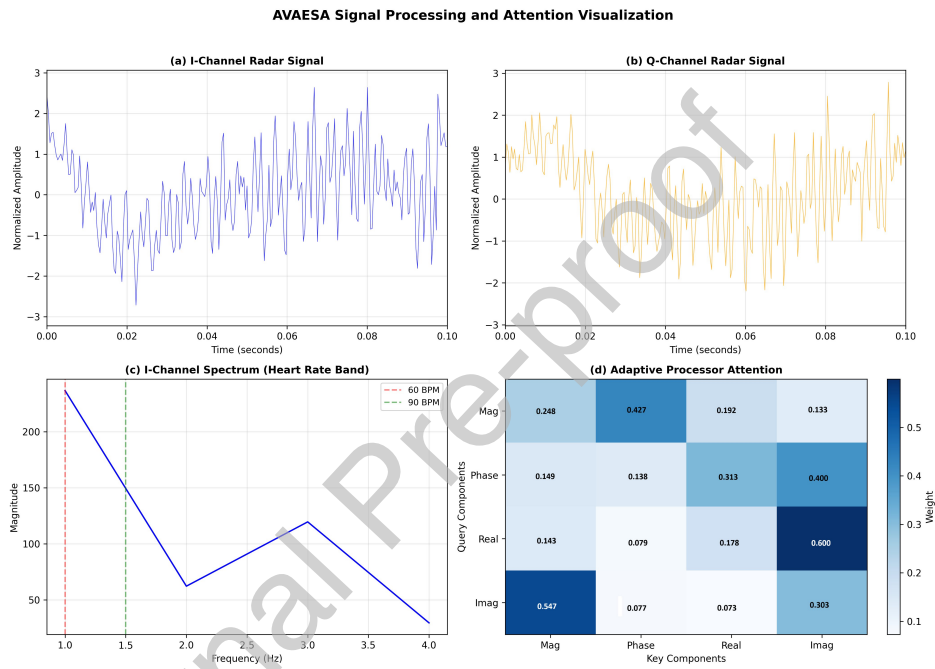 AVAESA Signal Processing and Attention Visualization
(a) I-Channel Radar Signal
3
2
1
0
−1
−2
−3
Normalized Amplitude
0.00 0.02 0.04 0.06 0.08 0.10
Time (seconds)
(b) Q-Channel Radar Signal
3
2
1
0
−1
−2
−3
Normalized Amplitude
0.00 0.02 0.04 0.06 0.08 0.10
Time (seconds)
(c) I-Channel Spectrum (Heart Rate Band)
60 BPM
90 BPM
200
150
100
50
Magnitude
1.0 1.5 2.0 2.5 3.0 3.5 4.0
Frequency (Hz)
(d) Adaptive Processor Attention
Mag 0.248 0.427 0.192 0.133
Phase 0.149 0.138 0.313 0.400
Real 0.143 0.079 0.178 0.600
Imag 0.547 0.077 0.073 0.303
Query Components
Mag Phase Real Imag
Key Components
0.5
0.4
0.3
0.2
0.1
Weight
nal Pre-proof